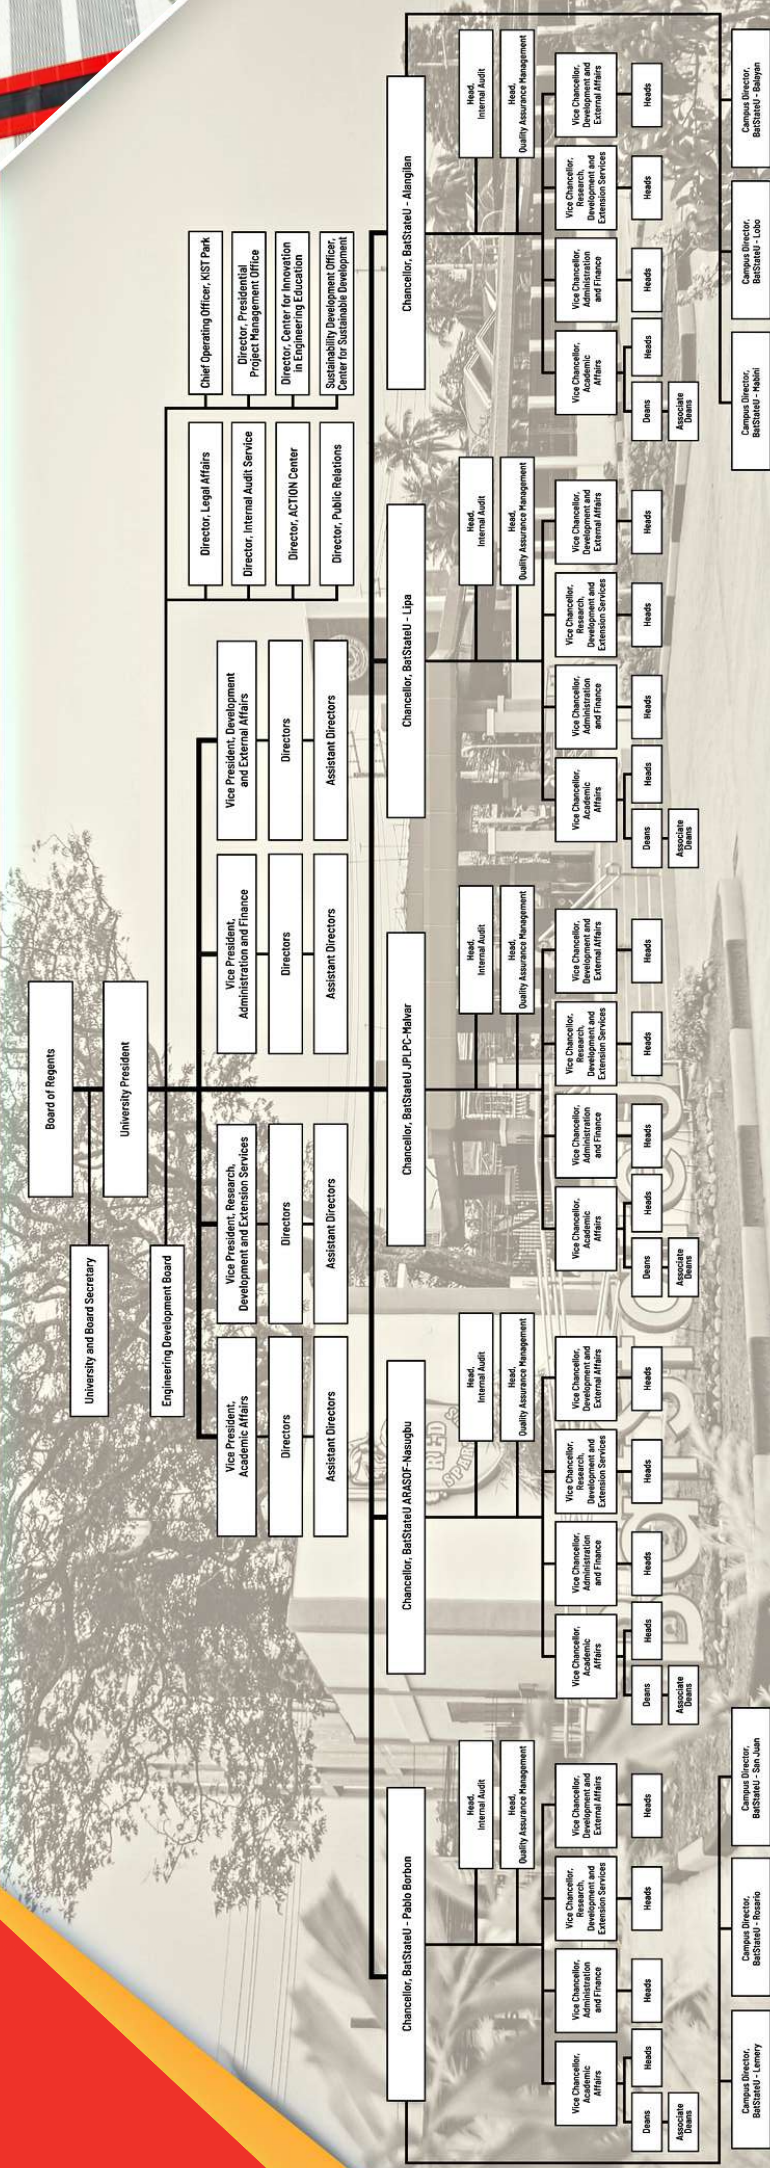 Board of Regents
University and Board Secretary
University President
Engineering Development Board
Vice President,
Academic Affairs
Directors
Assistant Directors
Vice President, Research,
Development and Extension Services
Directors
Assistant Directors
Vice President,
Administration and Finance
Directors
Assistant Directors
Vice President, Development
and External Affairs
Directors
Assistant Directors
Director, Legal Affairs
Director, Internal Audit Service
Director, ACTION Center
Director, Public Relations
Chief Operating Officer, KIST Park
Director, Presidential
Project Management Office
Director, Center for Innovation
in Engineering Education
Sustainability Development Officer,
Center for Sustainable Development
Chancellor, BatStateU - Pablo Borbon
Head,
Internal Audit
Head,
Quality Assurance Management
Vice Chancellor,
Academic
Affairs
Deans
Heads
Associate
Deans
Vice Chancellor,
Administration
and Finance
Heads
Vice Chancellor,
Research,
Development and
Extension Services
Heads
Vice Chancellor,
Development and
External Affairs
Heads
Campus Director,
BatStateU - Lemery
Campus Director,
BatStateU - Rosario
Campus Director,
BatStateU - San Juan
Chancellor, BatStateU ARASOF-Nasugbu
Head,
Internal Audit
Head,
Quality Assurance Management
Vice Chancellor,
Academic
Affairs
Deans
Heads
Associate
Deans
Vice Chancellor,
Administration
and Finance
Heads
Vice Chancellor,
Research,
Development and
Extension Services
Heads
Vice Chancellor,
Development and
External Affairs
Heads
Chancellor, BatStateU JPLPC-Malvar
Head,
Internal Audit
Head,
Quality Assurance Management
Vice Chancellor,
Academic
Affairs
Deans
Heads
Associate
Deans
Vice Chancellor,
Administration
and Finance
Heads
Vice Chancellor,
Research,
Development and
Extension Services
Heads
Vice Chancellor,
Development and
External Affairs
Heads
Chancellor, BatStateU - Lipa
Head,
Internal Audit
Head,
Quality Assurance Management
Vice Chancellor,
Academic
Affairs
Deans
Heads
Associate
Deans
Vice Chancellor,
Administration
and Finance
Heads
Vice Chancellor,
Research,
Development and
Extension Services
Heads
Vice Chancellor,
Development and
External Affairs
Heads
Chancellor, BatStateU - Alangilan
Head,
Internal Audit
Head,
Quality Assurance Management
Vice Chancellor,
Academic
Affairs
Deans
Heads
Associate
Deans
Vice Chancellor,
Administration
and Finance
Heads
Vice Chancellor,
Research,
Development and
Extension Services
Heads
Vice Chancellor,
Development and
External Affairs
Heads
Campus Director,
BatStateU - Mabini
Campus Director,
BatStateU - Lobo
Campus Director,
BatStateU - Balayan